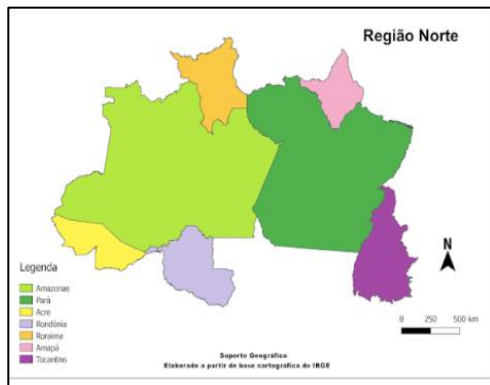 Região Norte
Legenda
Amazonas
Pará
Acre
Rondônia
Roraima
Amapá
Tocantins
N
0 250 500 km
Suporte Geográfico
Elaborado a partir de base cartográfica do IBGE